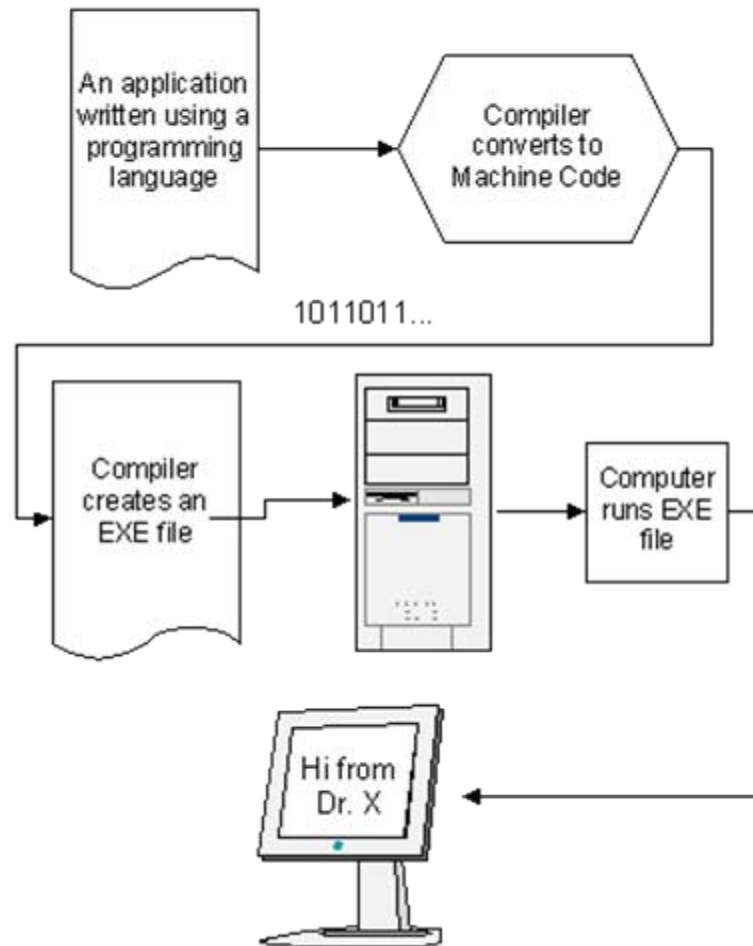 An application
written using a
programming
language
Compiler
converts to
Machine Code
1011011...
Compiler
creates an
EXE file
Computer
runs EXE
file
Hi from
Dr. X